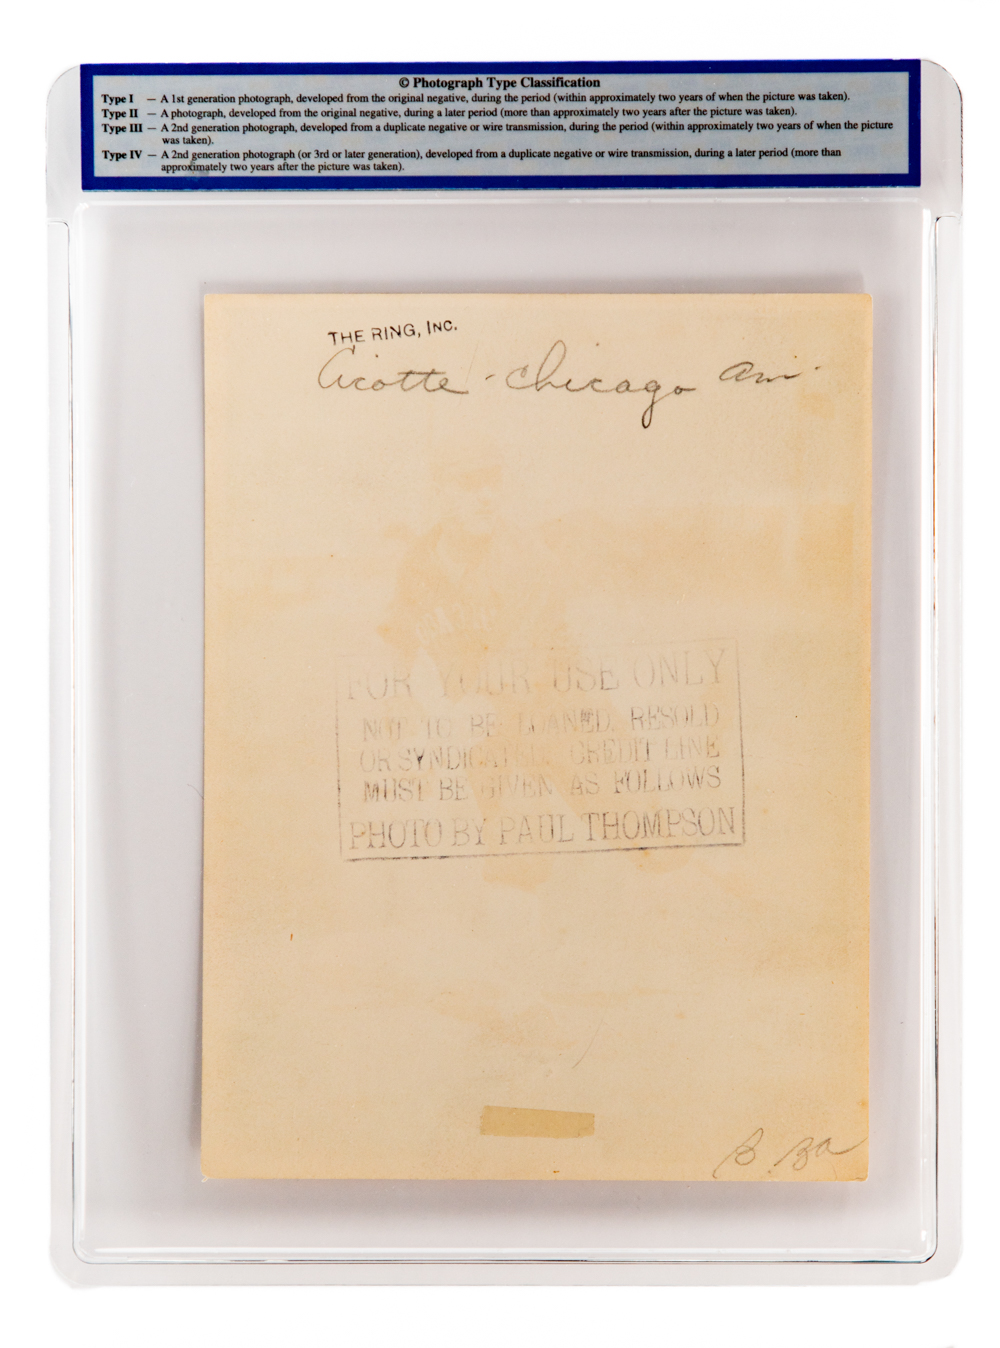 © Photograph Type Classification
Type I — A 1st generation photograph, developed from the original negative, during the period (within approximately two years of when the picture was taken).
Type II — A photograph, developed from the original negative, during a later period (more than approximately two years after the picture was taken).
Type III — A 2nd generation photograph, developed from a duplicate negative or wire transmission, during the period (within approximately two years of when the picture
was taken).
Type IV — A 2nd generation photograph (or 3rd or later generation), developed from a duplicate negative or wire transmission, during a later period (more than
approximately two years after the picture was taken).
THE RING, INC.
Cicotte - Chicago Am.
FOR YOUR USE ONLY
NOT TO BE LOANED, RESOLD
OR SYNDICATED. CREDIT LINE
MUST BE GIVEN AS FOLLOWS
PHOTO BY PAUL THOMPSON